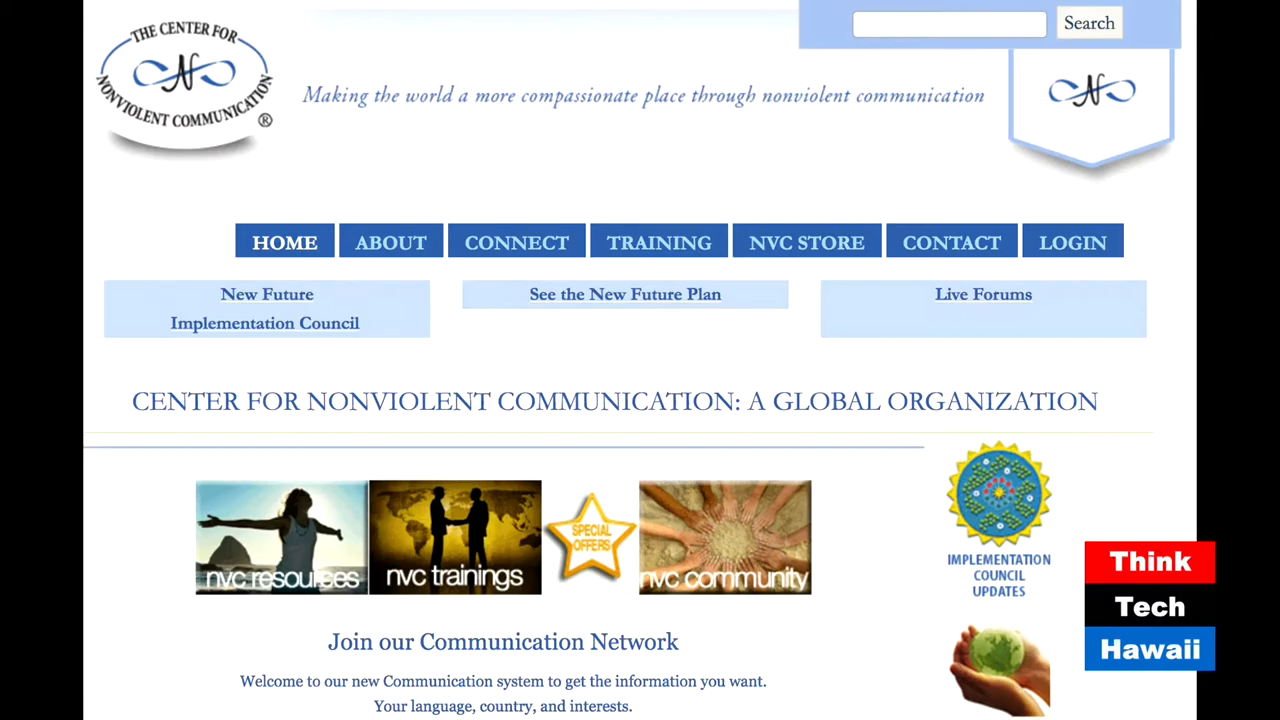 Search
THE CENTER FOR
NONVIOLENT COMMUNICATION
®
Making the world a more compassionate place through nonviolent communication
HOME
ABOUT
CONNECT
TRAINING
NVC STORE
CONTACT
LOGIN
New Future
Implementation Council
See the New Future Plan
Live Forums
CENTER FOR NONVIOLENT COMMUNICATION: A GLOBAL ORGANIZATION
nvc resources
nvc trainings
SPECIAL
OFFERS
nvc community
IMPLEMENTATION
COUNCIL
UPDATES
Think
Tech
Hawaii
Join our Communication Network
Welcome to our new Communication system to get the information you want.
Your language, country, and interests.